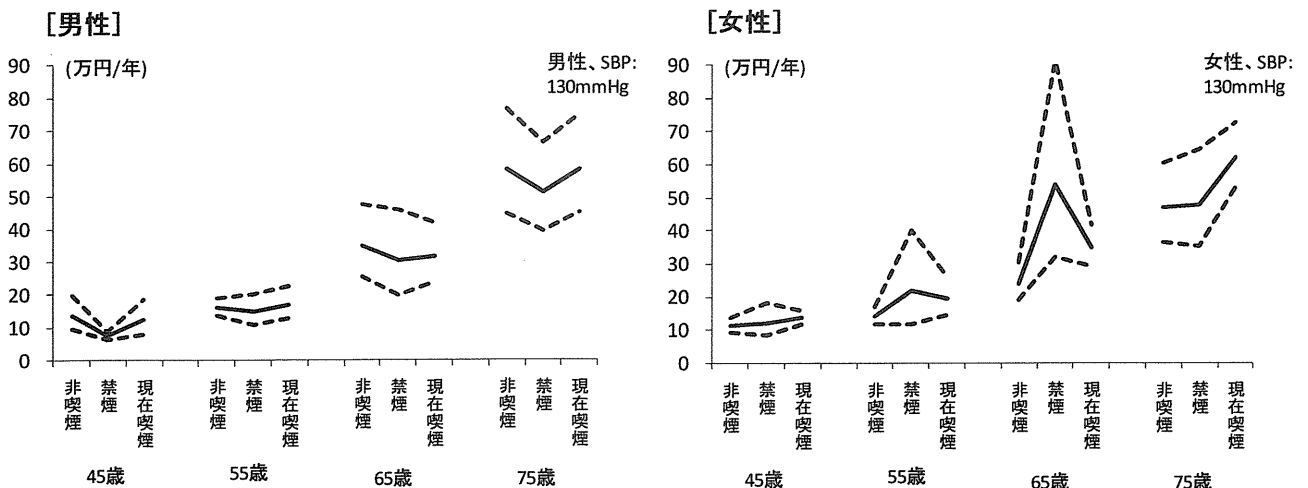 [男性]
(万円/年)
男性、SBP:
130mmHg
90
80
70
60
50
40
30
20
10
0
非喫煙
禁煙
現在喫煙
非喫煙
禁煙
現在喫煙
非喫煙
禁煙
現在喫煙
非喫煙
禁煙
現在喫煙
45歳
55歳
65歳
75歳
[女性]
(万円/年)
女性、SBP:
130mmHg
90
80
70
60
50
40
30
20
10
0
非喫煙
禁煙
現在喫煙
非喫煙
禁煙
現在喫煙
非喫煙
禁煙
現在喫煙
非喫煙
禁煙
現在喫煙
45歳
55歳
65歳
75歳